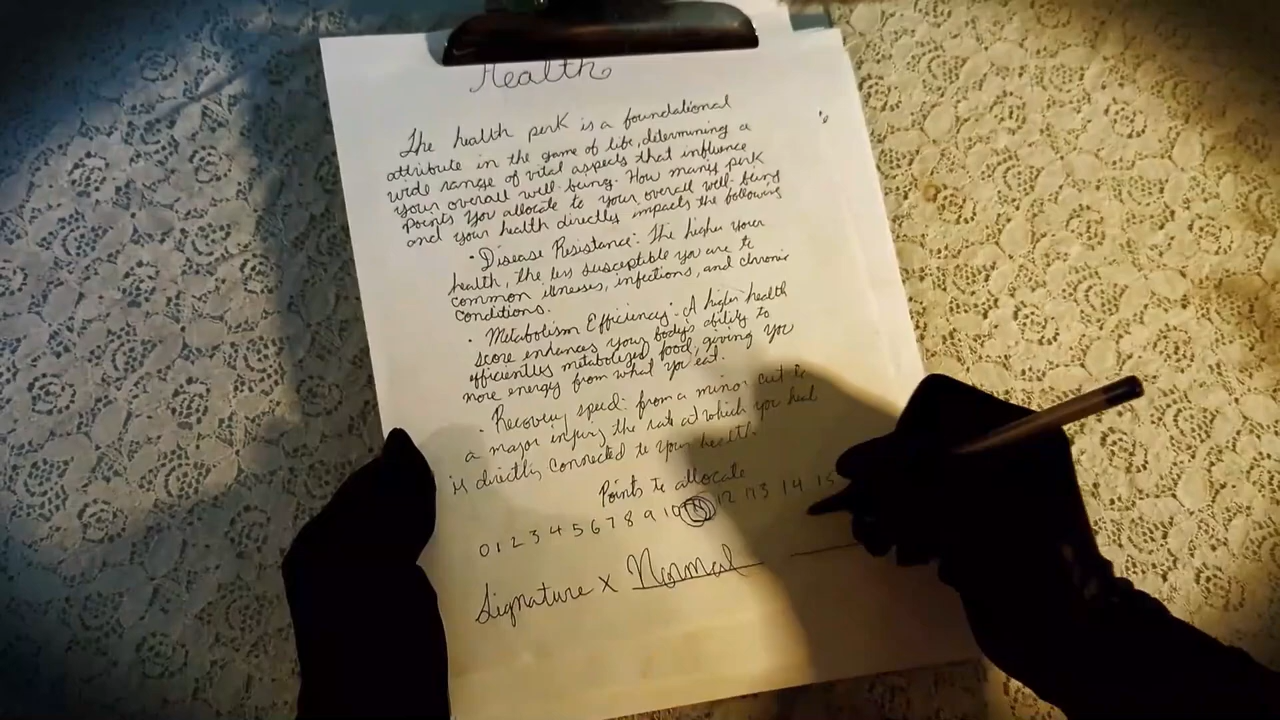 Health
The health perk is a foundational
attribute in the game of life, determining a
wide range of vital aspects that influence
your overall well-being. How many perk
points you allocate to your overall well-being
and your health directly impacts the following
• Disease Resistance: The higher your
health, the less susceptible you are to
common illnesses, infections, and chronic
conditions.
• Metabolism Efficiency - A higher health
score enhances your body's ability to
efficiently metabolized food, giving you
more energy from what you eat.
• Recovery speed: from a minor cut to
a major injury the rate at which you heal
is directly connected to your health.
Points to allocate
0 1 2 3 4 5 6 7 8 9 10 11 12 13 14 15
Signature X Normal